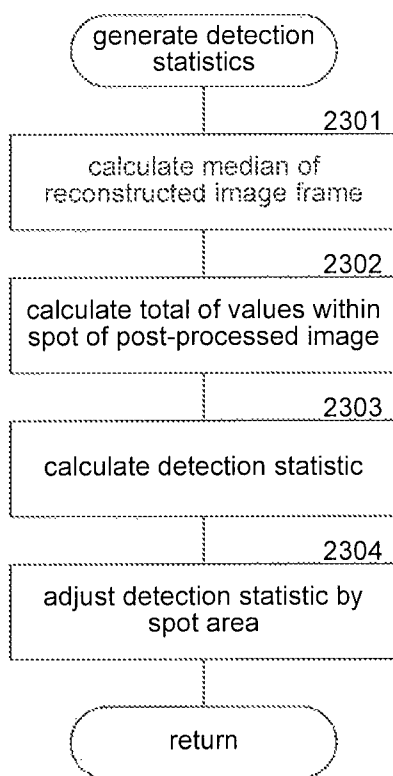 generate detection
statistics
2301
calculate median of
reconstructed image frame
2302
calculate total of values within
spot of post-processed image
2303
calculate detection statistic
2304
adjust detection statistic by
spot area
return